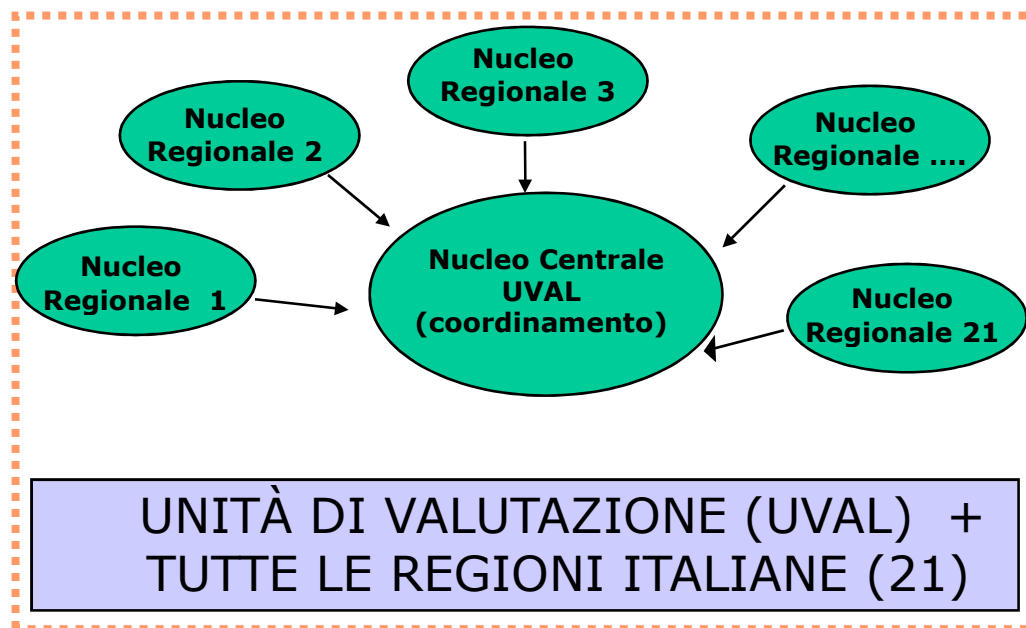 Nucleo
Regionale 3
Nucleo
Regionale 2
Nucleo
Regionale ....
Nucleo
Regionale 1
Nucleo Centrale
UVAL
(coordinamento)
Nucleo
Regionale 21
UNITÀ DI VALUTAZIONE (UVAL) +
TUTTE LE REGIONI ITALIANE (21)